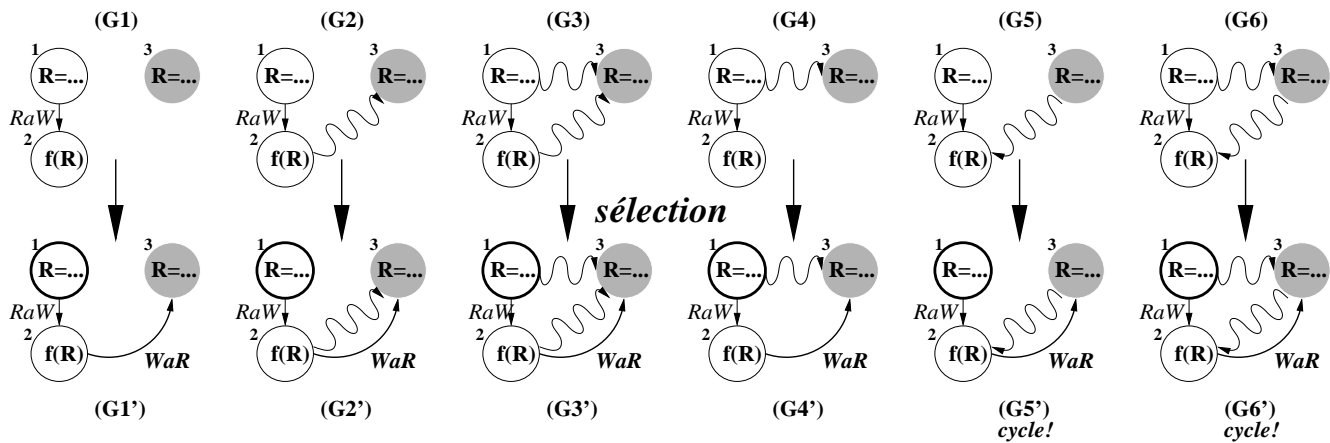 (G1) (G2) (G3) (G4) (G5) (G6)
1 3 1 3 1 3 1 3 1 3 1 3
R=... R=... R=... R=... R=... R=... R=... R=... R=... R=... R=... R=...
RaW RaW RaW RaW RaW RaW
2 2 2 2 2 2
f(R) f(R) f(R) f(R) f(R) f(R)
sélection
1 3 1 3 1 3 1 3 1 3 1 3
R=... R=... R=... R=... R=... R=... R=... R=... R=... R=... R=... R=...
RaW RaW RaW RaW RaW RaW
2 2 2 2 2 2
f(R) f(R) f(R) f(R) f(R) f(R)
WaR WaR WaR WaR WaR WaR
(G1’) (G2’) (G3’) (G4’) (G5’) (G6’)
cycle! cycle!